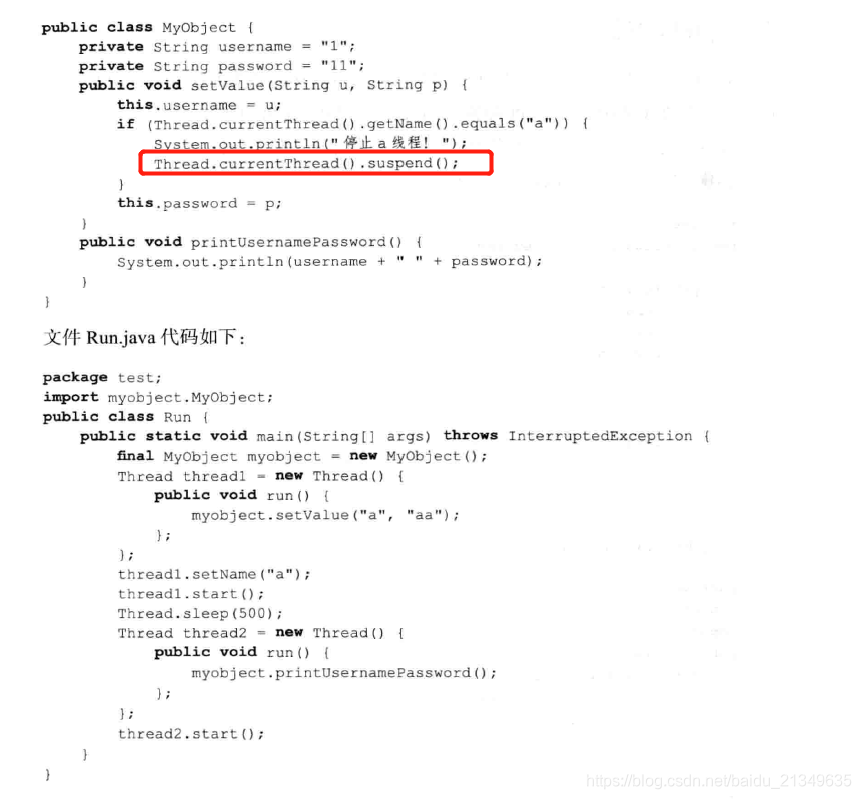 public class MyObject {
    private String username = "1";
    private String password = "11";
    public void setValue(String u, String p) {
        this.username = u;
        if (Thread.currentThread().getName().equals("a")) {
            System.out.println("停止a线程! ");
            Thread.currentThread().suspend();
        }
        this.password = p;
    }
    public void printUsernamePassword() {
        System.out.println(username + " " + password);
    }
}
文件 Run.java 代码如下:
package test;
import myobject.MyObject;
public class Run {
    public static void main(String[] args) throws InterruptedException {
        final MyObject myobject = new MyObject();
        Thread thread1 = new Thread() {
            public void run() {
                myobject.setValue("a", "aa");
            };
        };
        thread1.setName("a");
        thread1.start();
        Thread.sleep(500);
        Thread thread2 = new Thread() {
            public void run() {
                myobject.printUsernamePassword();
            };
        };
        thread2.start();
    }
}
https://blog.csdn.net/baidu_21349635